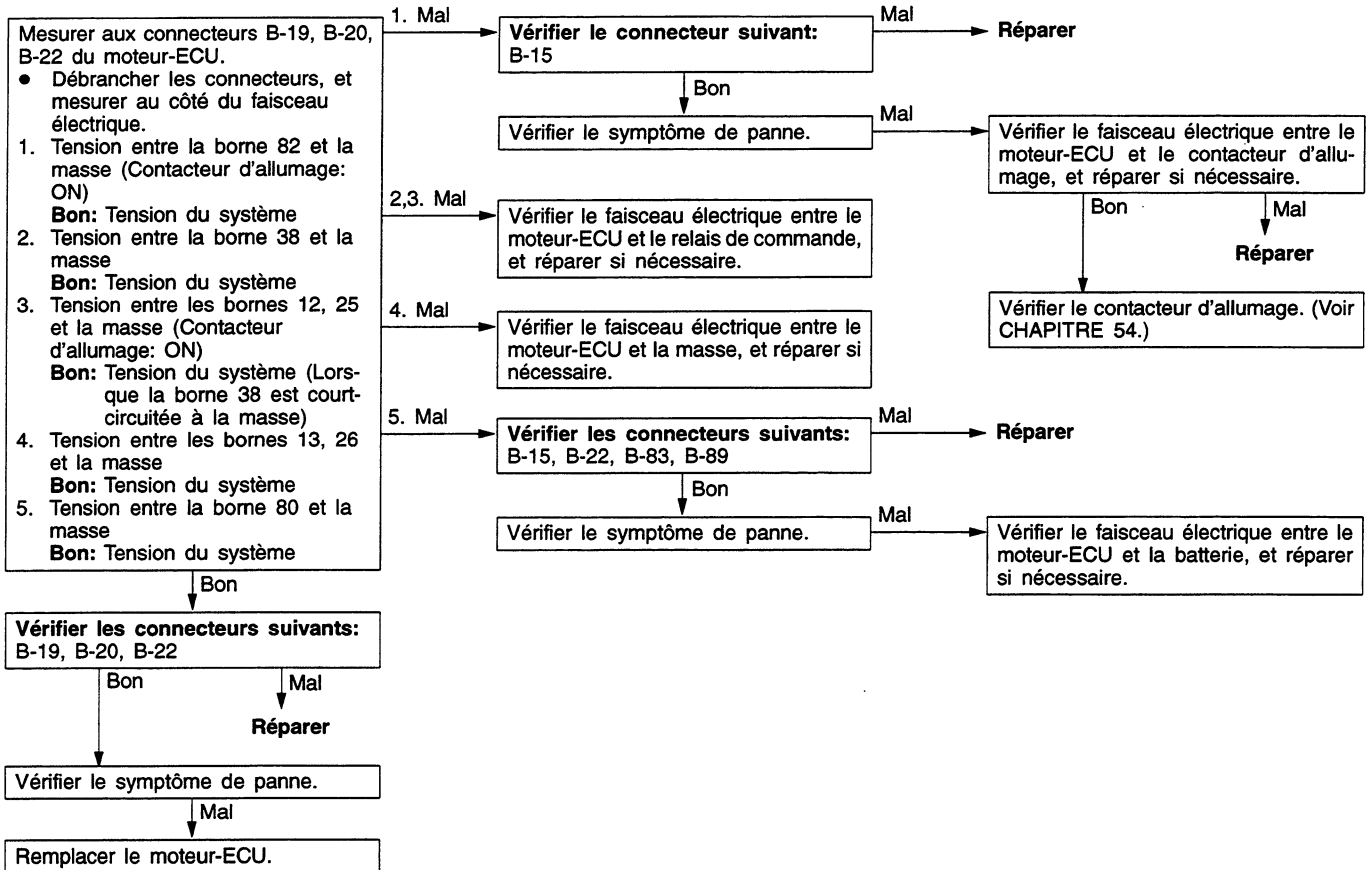 Mesurer aux connecteurs B-19, B-20,
B-22 du moteur-ECU.
● Débrancher les connecteurs, et
mesurer au côté du faisceau
électrique.
1. Tension entre la borne 82 et la
masse (Contacteur d'allumage:
ON)
Bon: Tension du système
2. Tension entre la borne 38 et la
masse
Bon: Tension du système
3. Tension entre les bornes 12, 25
et la masse (Contacteur
d'allumage: ON)
Bon: Tension du système (Lors-
que la borne 38 est court-
circuitée à la masse)
4. Tension entre les bornes 13, 26
et la masse
Bon: Tension du système
5. Tension entre la borne 80 et la
masse
Bon: Tension du système
1. Mal
Vérifier le connecteur suivant:
B-15
Mal
Réparer
Bon
Vérifier le symptôme de panne.
Mal
Vérifier le faisceau électrique entre le
moteur-ECU et le contacteur d'allu-
mage, et réparer si nécessaire.
Bon
Mal
Réparer
Vérifier le contacteur d'allumage. (Voir
CHAPITRE 54.)
2,3. Mal
Vérifier le faisceau électrique entre le
moteur-ECU et le relais de commande,
et réparer si nécessaire.
4. Mal
Vérifier le faisceau électrique entre le
moteur-ECU et la masse, et réparer si
nécessaire.
5. Mal
Vérifier les connecteurs suivants:
B-15, B-22, B-83, B-89
Mal
Réparer
Bon
Vérifier le symptôme de panne.
Mal
Vérifier le faisceau électrique entre le
moteur-ECU et la batterie, et réparer
si nécessaire.
Bon
Vérifier les connecteurs suivants:
B-19, B-20, B-22
Bon
Mal
Réparer
Vérifier le symptôme de panne.
Mal
Remplacer le moteur-ECU.